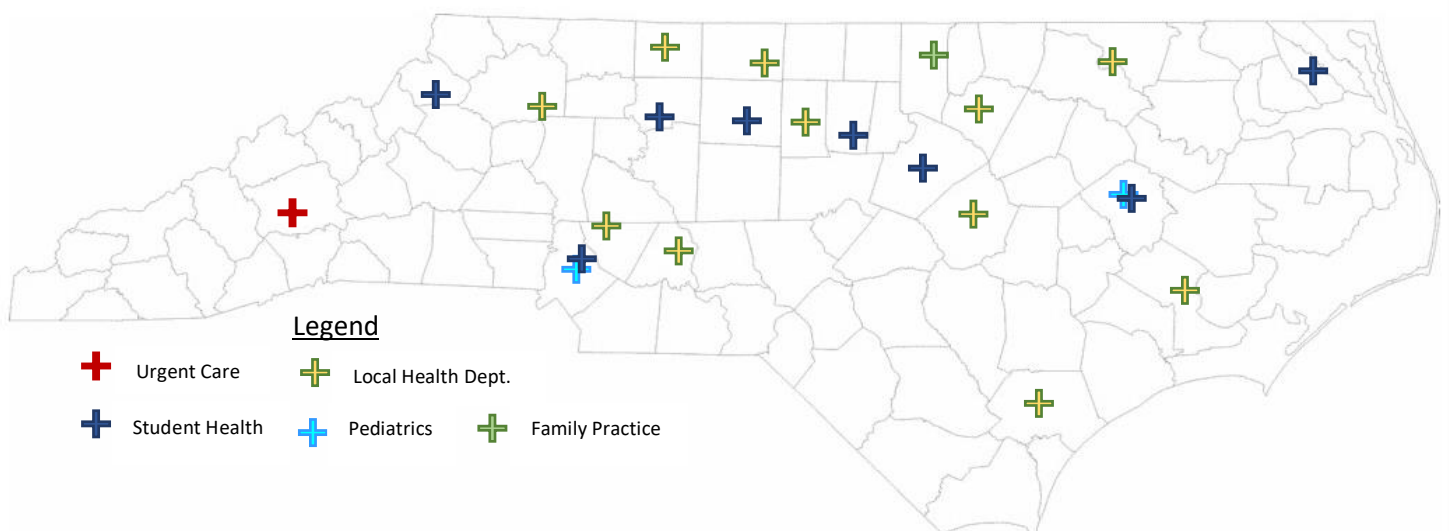 Legend
Urgent Care
Local Health Dept.
Student Health
Pediatrics
Family Practice